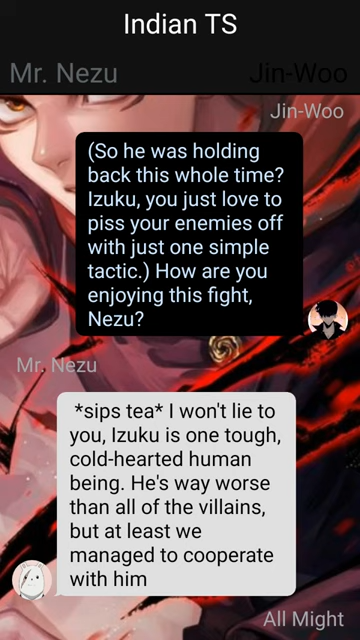 Indian TS
Mr. Nezu
Jin-Woo
Jin-Woo
(So he was holding
back this whole time?
Izuku, you just love to
piss your enemies off
with just one simple
tactic.) How are you
enjoying this fight,
Nezu?
Mr. Nezu
*sips tea* I won't lie to
you, Izuku is one tough,
cold-hearted human
being. He's way worse
than all of the villains,
but at least we
managed to cooperate
with him
All Might